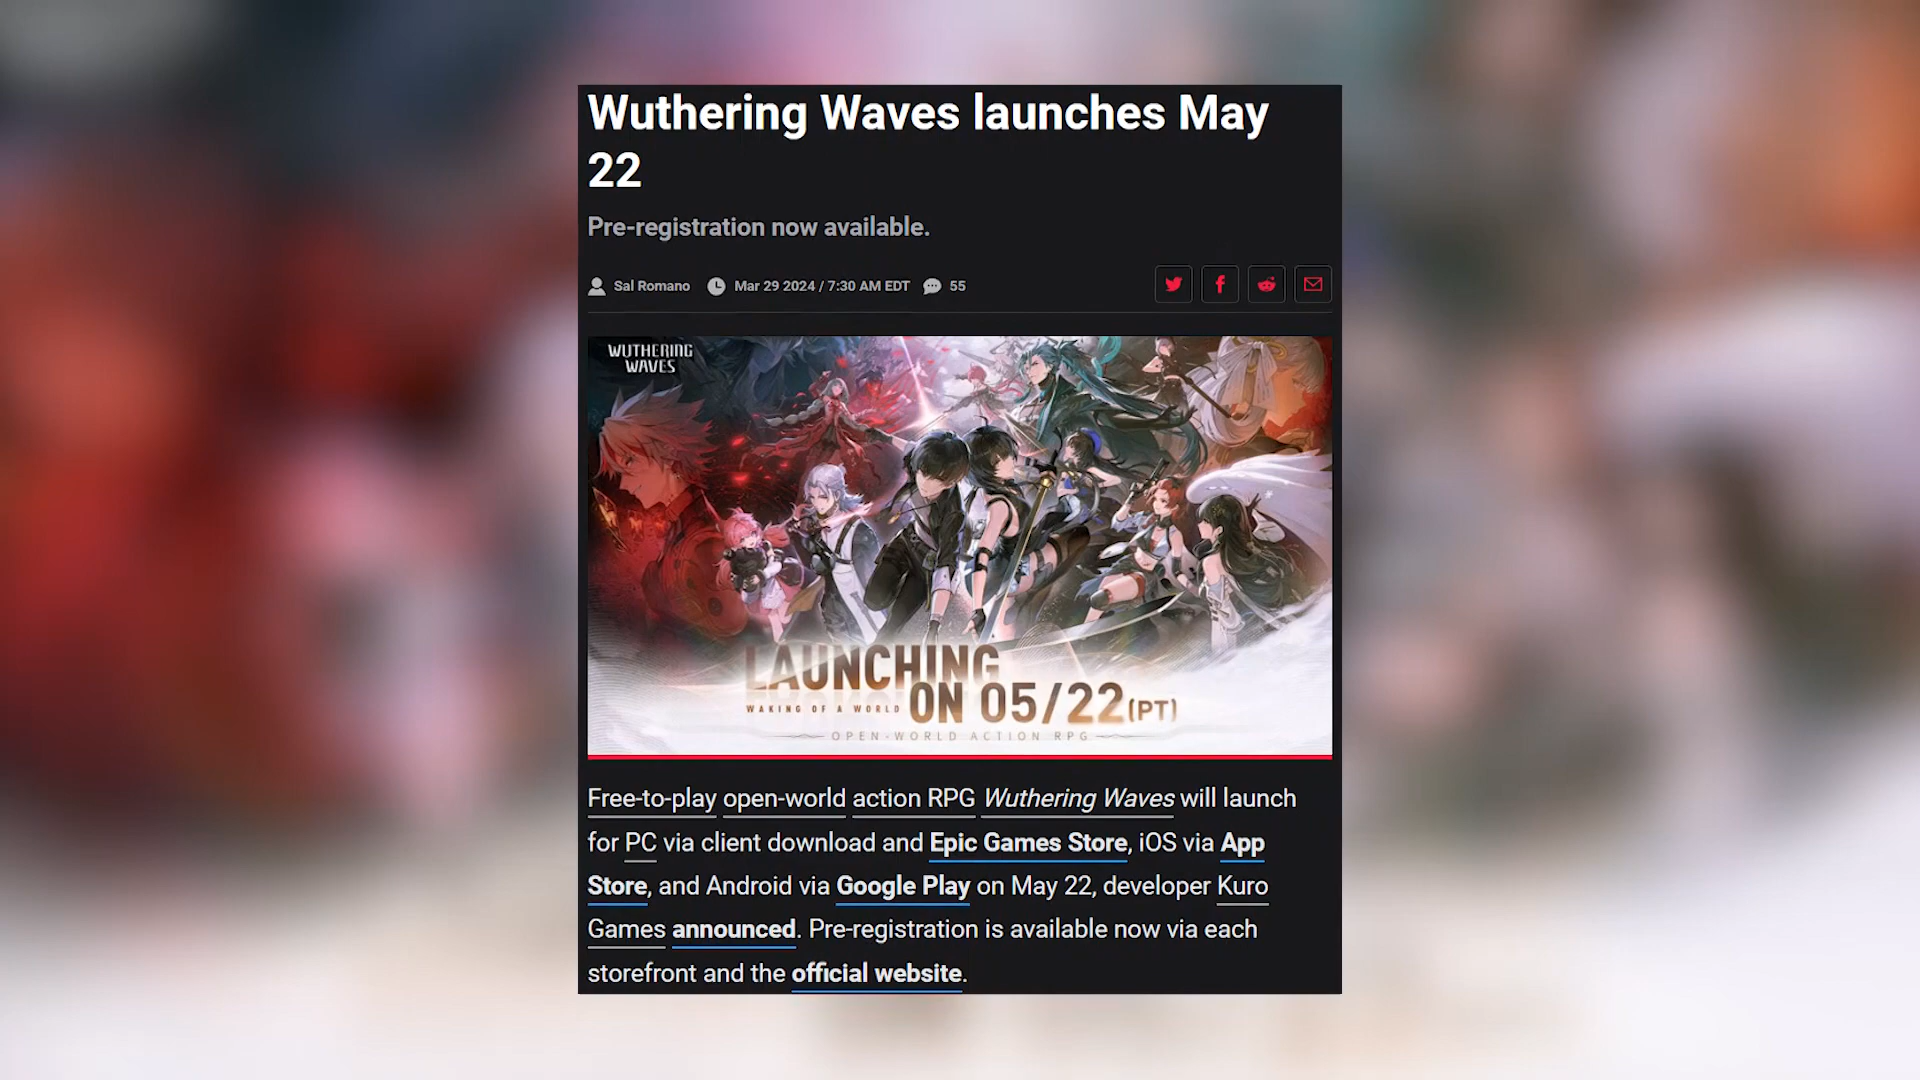 Wuthering Waves launches May
22
Pre-registration now available.
Sal Romano Mar 29 2024 / 7:30 AM EDT 55
WUTHERING
WAVES
LAUNCHING
WAKING OF A WORLD ON 05/22(PT)
OPEN-WORLD ACTION RPG
Free-to-play open-world action RPG Wuthering Waves will launch
for PC via client download and Epic Games Store, iOS via App
Store, and Android via Google Play on May 22, developer Kuro
Games announced. Pre-registration is available now via each
storefront and the official website.